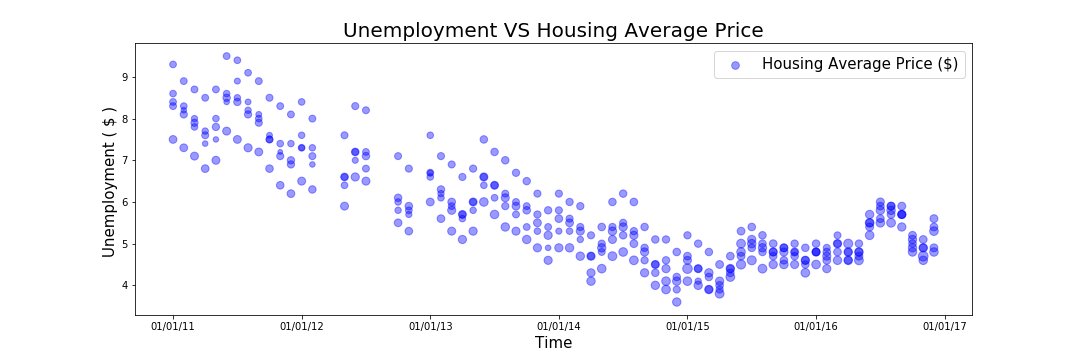 Unemployment VS Housing Average Price
Housing Average Price ($)
Unemployment ( $ )
9
8
7
6
5
4
01/01/11 01/01/12 01/01/13 01/01/14 01/01/15 01/01/16 01/01/17
Time